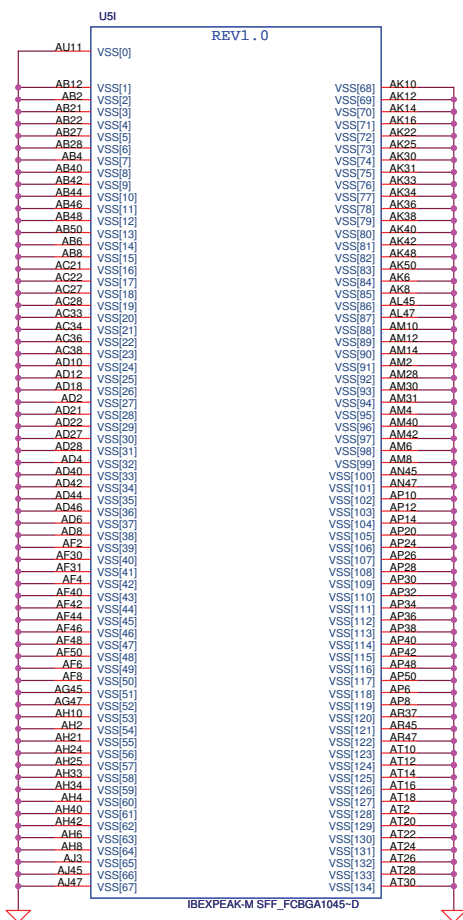 U5I
REV1.0
AU11 VSS[0]
AB12 VSS[1] VSS[68] AK10
AB2 VSS[2] VSS[69] AK12
AB21 VSS[3] VSS[70] AK14
AB22 VSS[4] VSS[71] AK16
AB27 VSS[5] VSS[72] AK22
AB28 VSS[6] VSS[73] AK25
AB4 VSS[7] VSS[74] AK30
AB40 VSS[8] VSS[75] AK31
AB42 VSS[9] VSS[76] AK33
AB44 VSS[10] VSS[77] AK34
AB46 VSS[11] VSS[78] AK36
AB48 VSS[12] VSS[79] AK38
AB50 VSS[13] VSS[80] AK40
AB6 VSS[14] VSS[81] AK42
AB8 VSS[15] VSS[82] AK48
AC21 VSS[16] VSS[83] AK50
AC22 VSS[17] VSS[84] AK6
AC27 VSS[18] VSS[85] AK8
AC28 VSS[19] VSS[86] AL45
AC33 VSS[20] VSS[87] AL47
AC34 VSS[21] VSS[88] AM10
AC36 VSS[22] VSS[89] AM12
AC38 VSS[23] VSS[90] AM14
AD10 VSS[24] VSS[91] AM2
AD12 VSS[25] VSS[92] AM28
AD18 VSS[26] VSS[93] AM30
AD2 VSS[27] VSS[94] AM31
AD21 VSS[28] VSS[95] AM4
AD22 VSS[29] VSS[96] AM40
AD27 VSS[30] VSS[97] AM42
AD28 VSS[31] VSS[98] AM6
AD4 VSS[32] VSS[99] AM8
AD40 VSS[33] VSS[100] AN45
AD42 VSS[34] VSS[101] AN47
AD44 VSS[35] VSS[102] AP10
AD46 VSS[36] VSS[103] AP12
AD6 VSS[37] VSS[104] AP14
AD8 VSS[38] VSS[105] AP20
AF2 VSS[39] VSS[106] AP24
AF30 VSS[40] VSS[107] AP26
AF31 VSS[41] VSS[108] AP28
AF4 VSS[42] VSS[109] AP30
AF40 VSS[43] VSS[110] AP32
AF42 VSS[44] VSS[111] AP34
AF44 VSS[45] VSS[112] AP36
AF46 VSS[46] VSS[113] AP38
AF48 VSS[47] VSS[114] AP40
AF50 VSS[48] VSS[115] AP42
AF6 VSS[49] VSS[116] AP48
AF8 VSS[50] VSS[117] AP50
AG45 VSS[51] VSS[118] AP6
AG47 VSS[52] VSS[119] AP8
AH10 VSS[53] VSS[120] AR37
AH2 VSS[54] VSS[121] AR45
AH21 VSS[55] VSS[122] AR47
AH24 VSS[56] VSS[123] AT10
AH25 VSS[57] VSS[124] AT12
AH33 VSS[58] VSS[125] AT14
AH34 VSS[59] VSS[126] AT16
AH4 VSS[60] VSS[127] AT18
AH40 VSS[61] VSS[128] AT2
AH42 VSS[62] VSS[129] AT20
AH6 VSS[63] VSS[130] AT22
AH8 VSS[64] VSS[131] AT24
AJ3 VSS[65] VSS[132] AT26
AJ45 VSS[66] VSS[133] AT28
AJ47 VSS[67] VSS[134] AT30
IBEXPEAK-M SFF_FCBGA1045~D